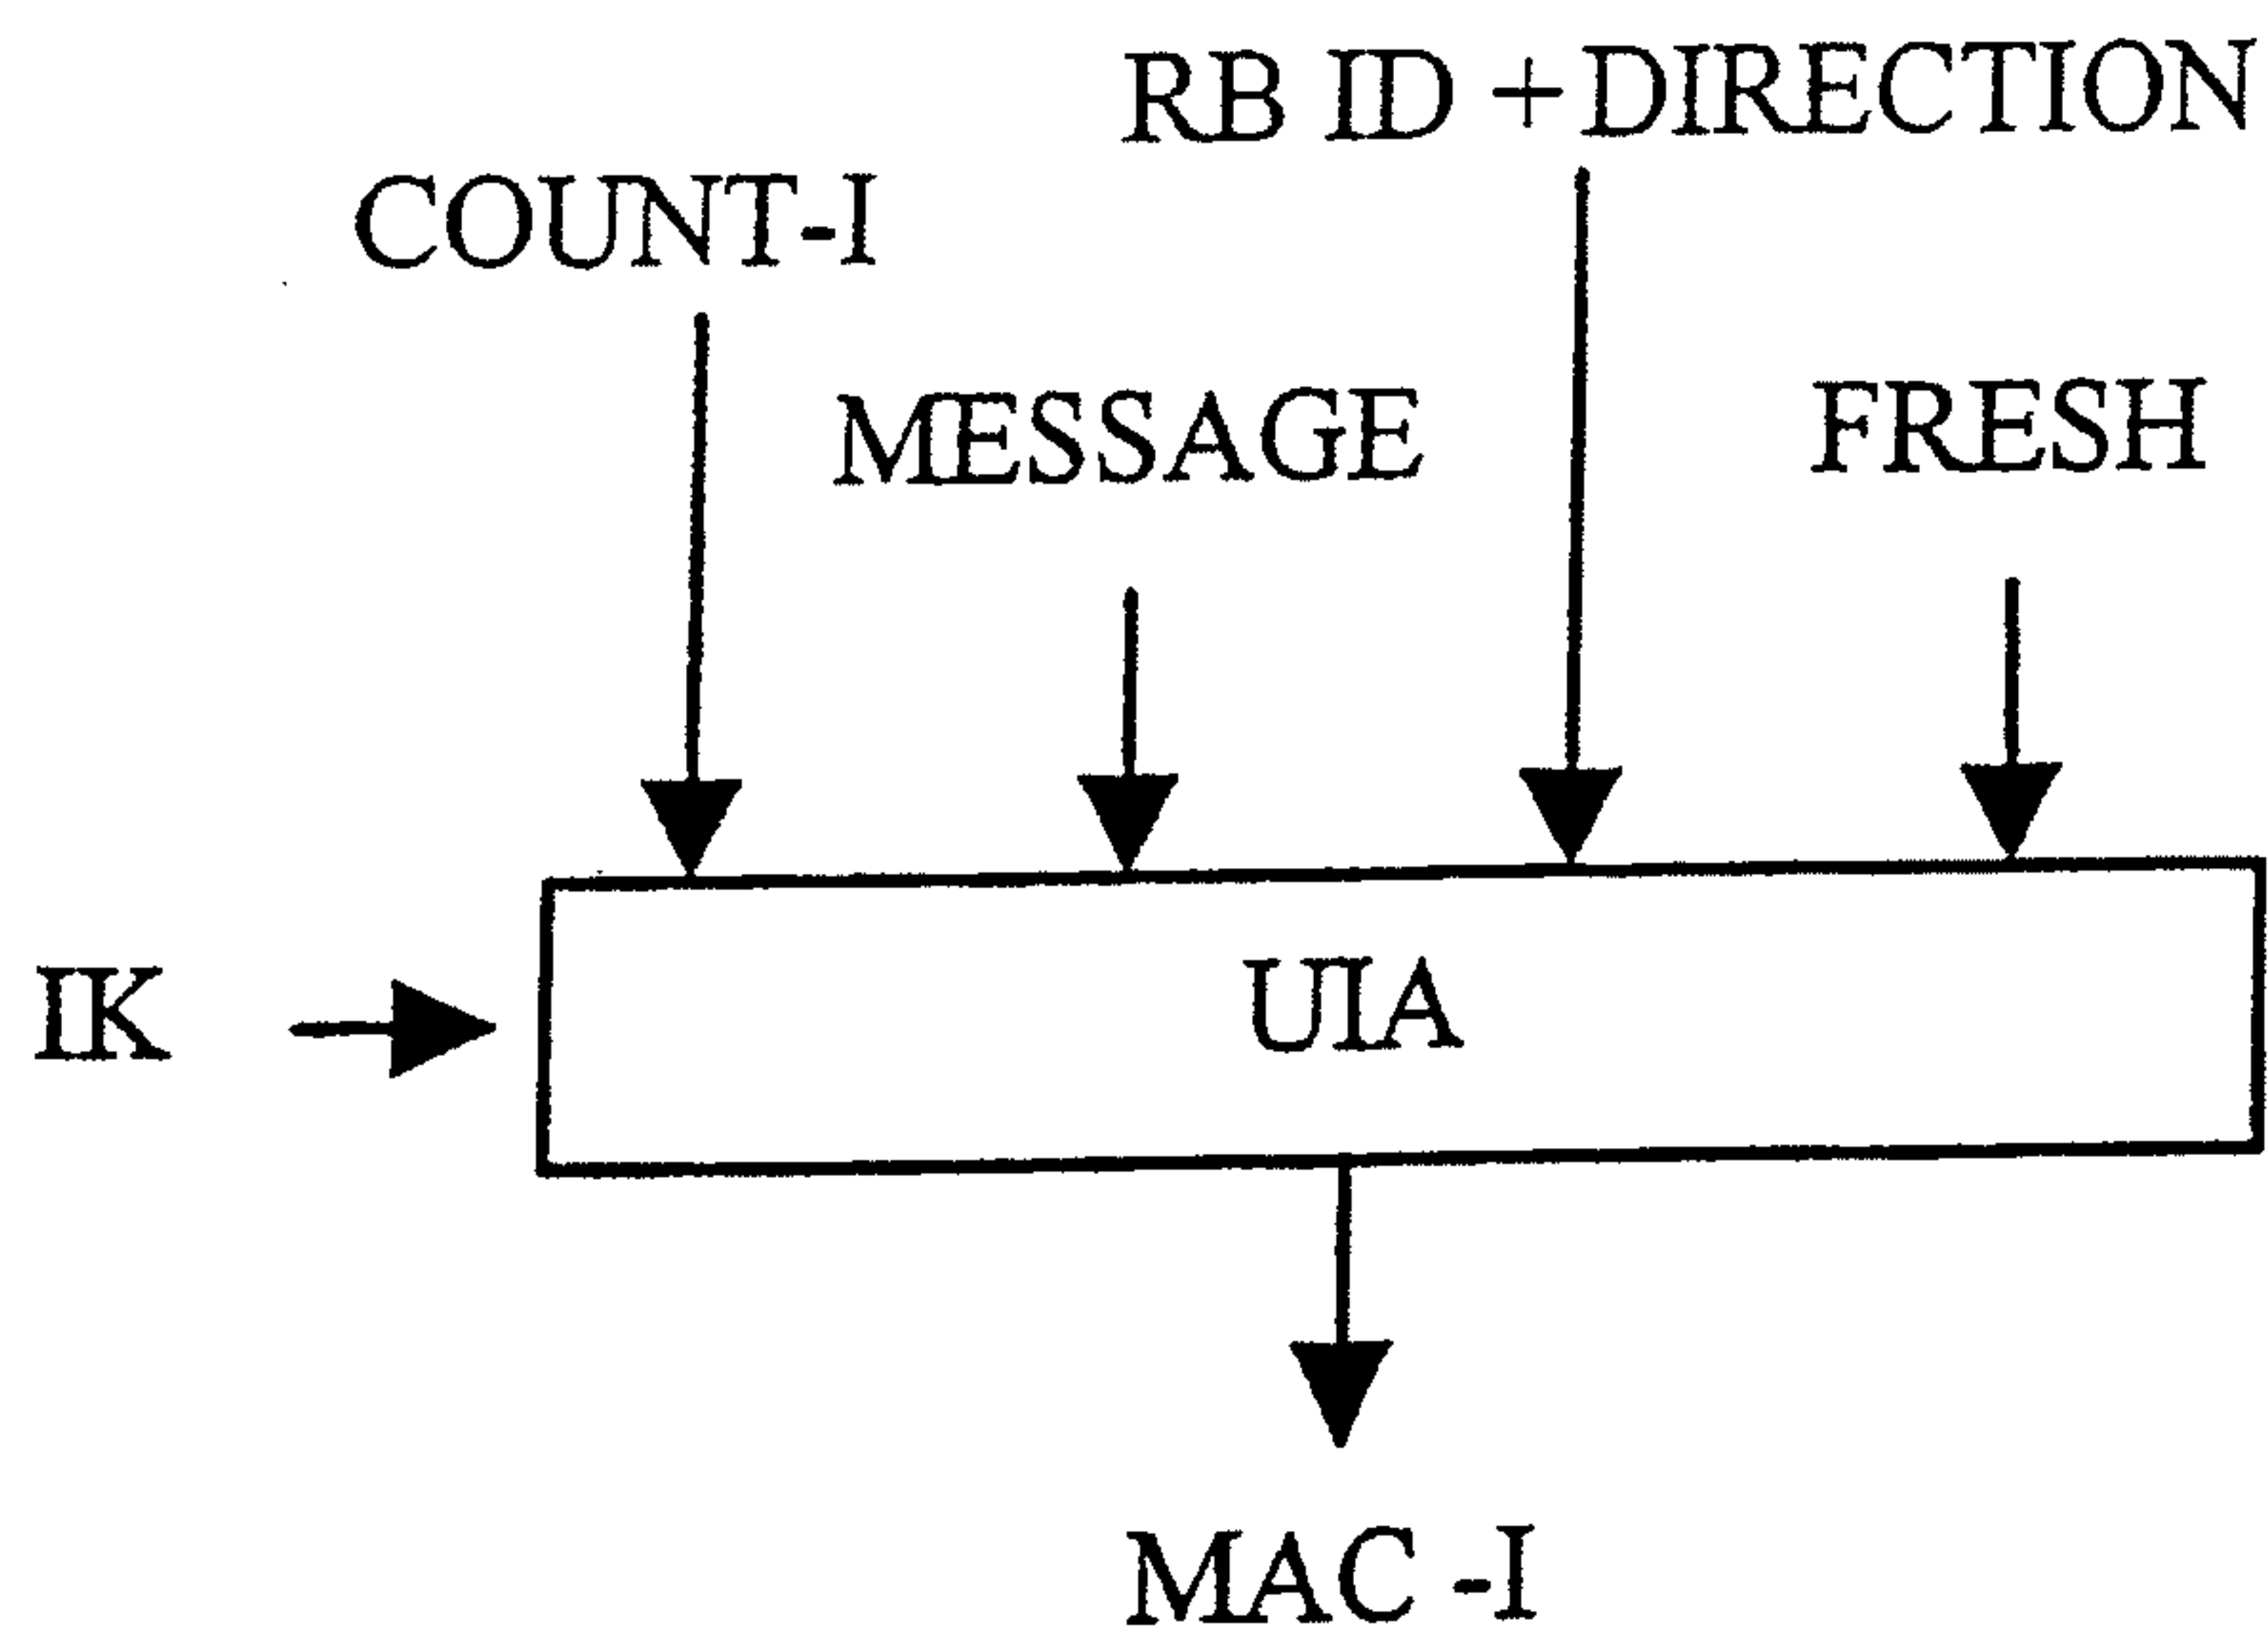 RB ID +DIRECTION
COUNT-I
MESSAGE
FRESH
IK
UIA
MAC -I